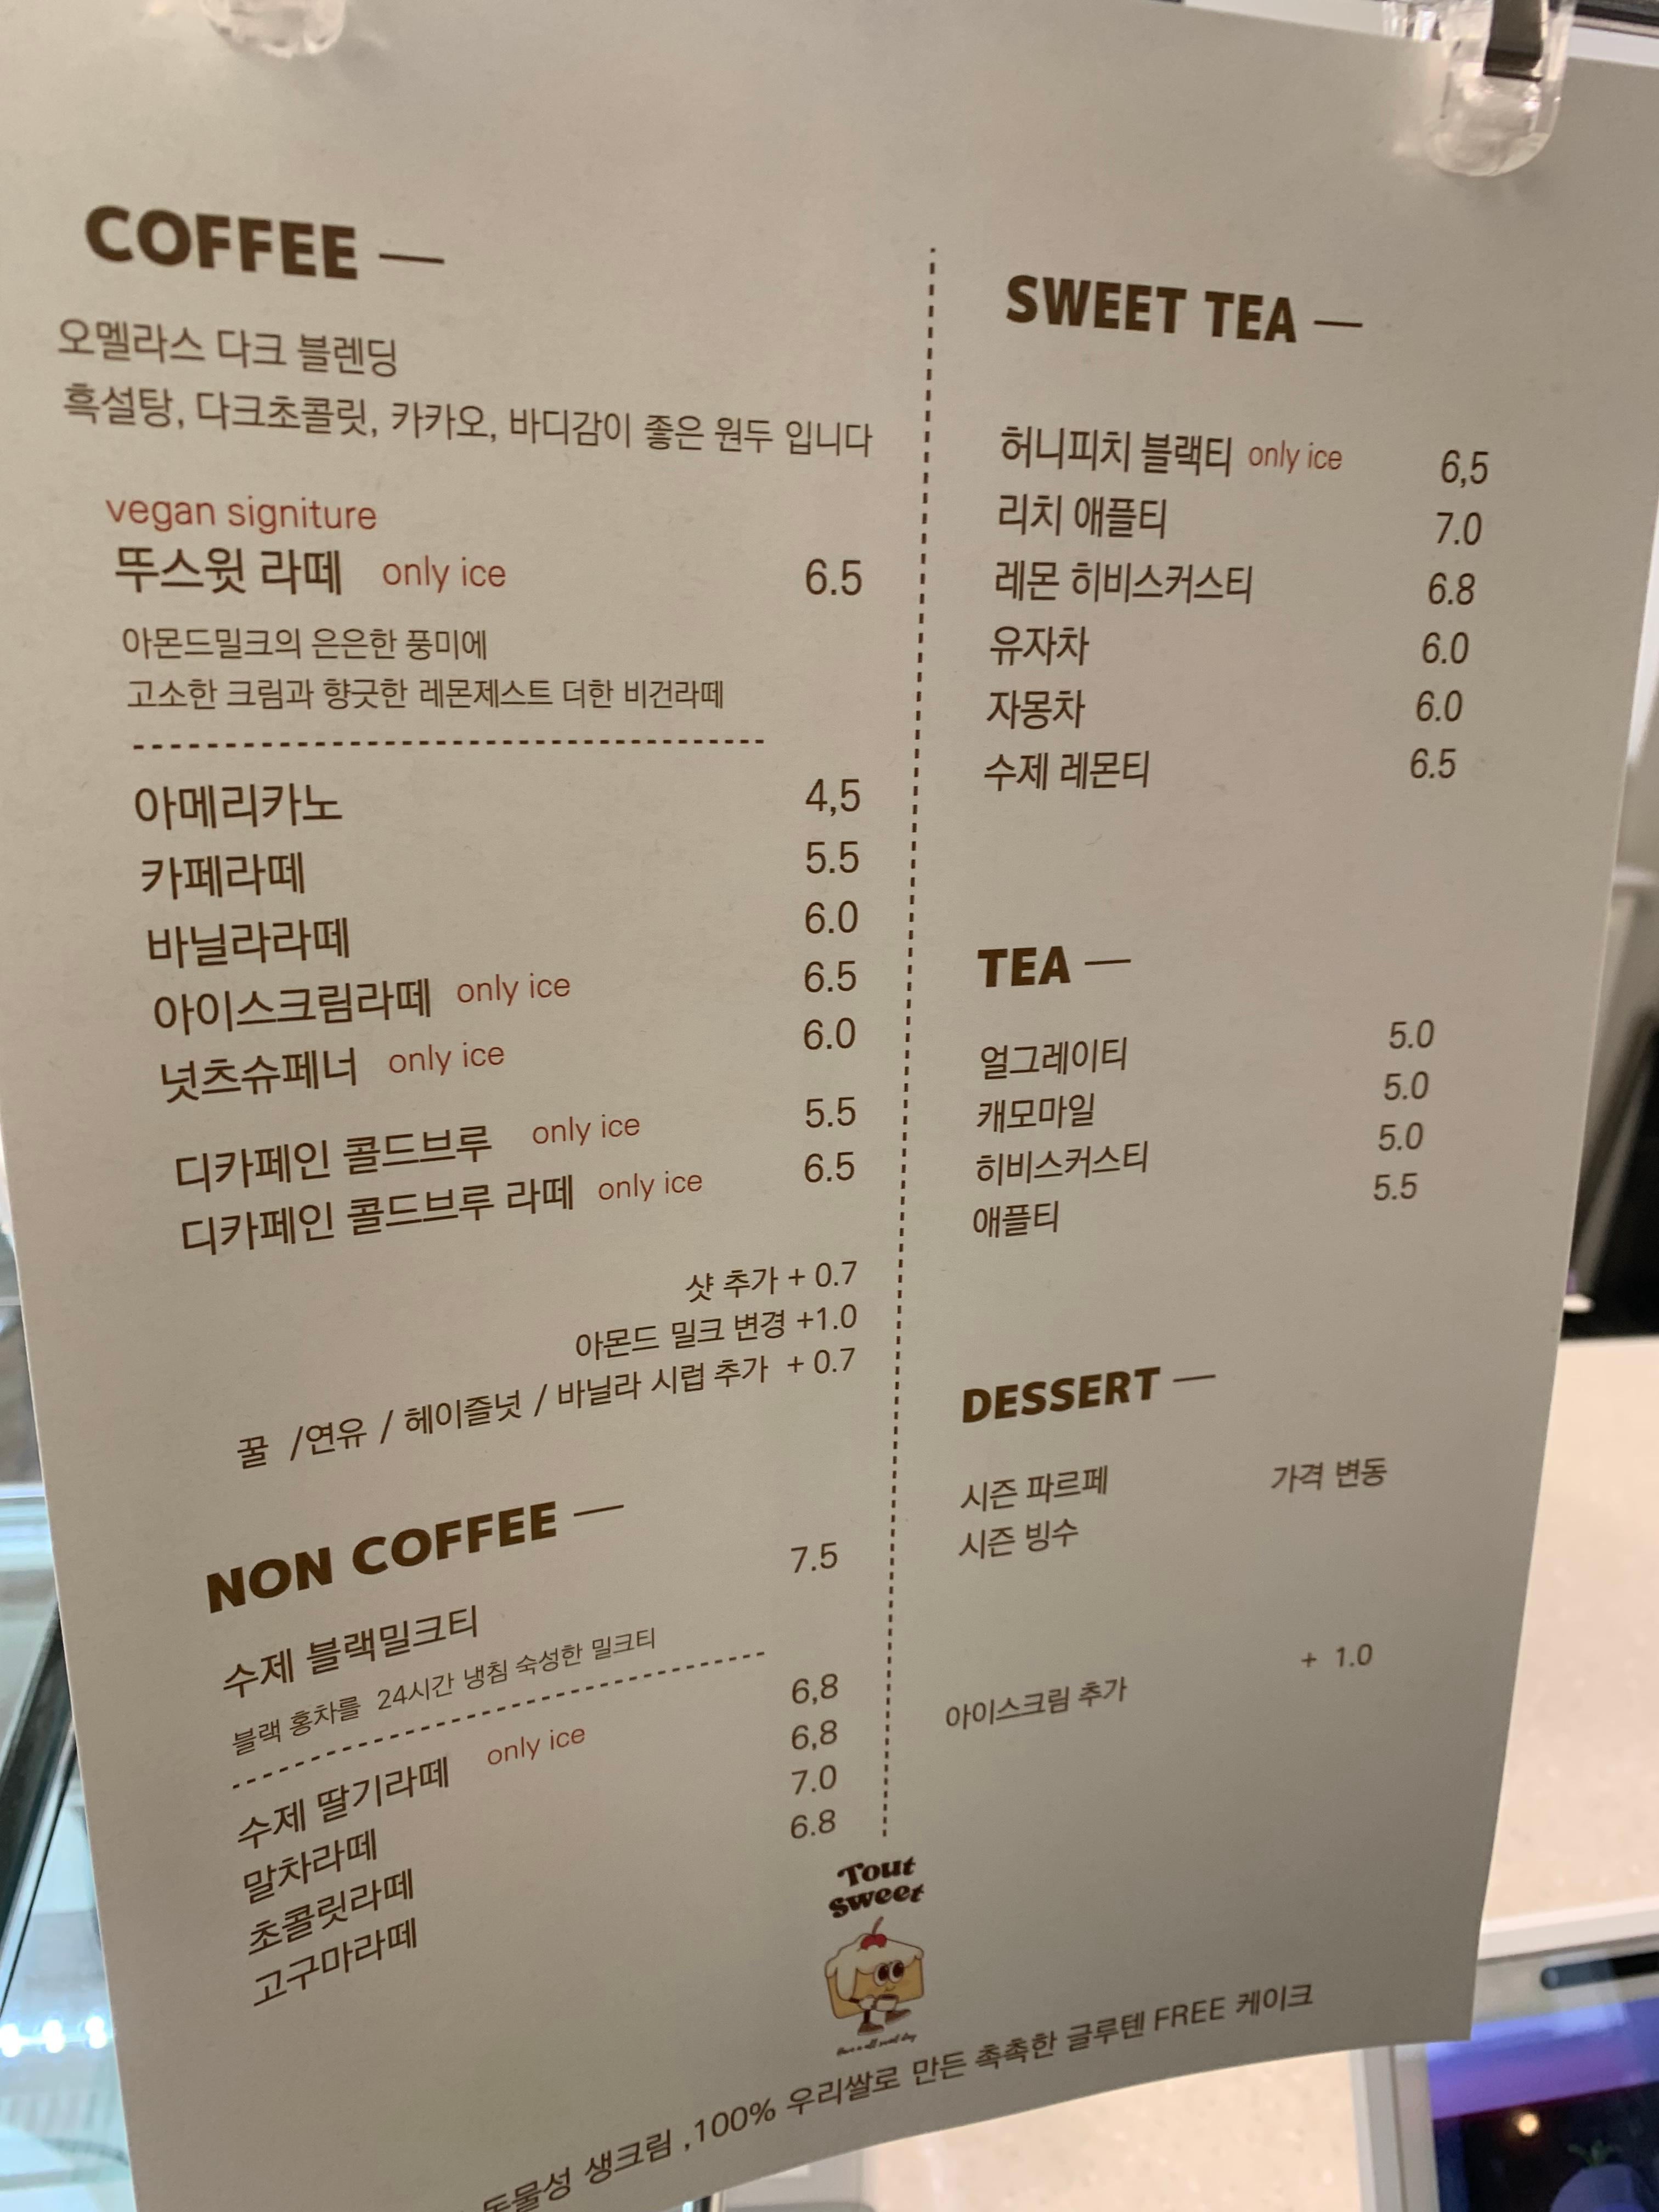 COFFEE —
오멜라스 다크 블렌딩
흑설탕, 다크초콜릿, 카카오, 바디감이 좋은 원두 입니다
vegan signiture
뚜스윗 라떼 only ice 6.5
아몬드밀크의 은은한 풍미에
고소한 크림과 향긋한 레몬제스트 더한 비건라떼
아메리카노 4,5
카페라떼 5.5
바닐라라떼 6.0
아이스크림라떼 only ice 6.5
넛츠슈페너 only ice 6.0
디카페인 콜드브루 only ice 5.5
디카페인 콜드브루 라떼 only ice 6.5
샷 추가 + 0.7
아몬드 밀크 변경 +1.0
꿀 /연유 / 헤이즐넛 / 바닐라 시럽 추가 + 0.7
NON COFFEE —
수제 블랙밀크티 7.5
블랙 홍차를 24시간 냉침 숙성한 밀크티
수제 딸기라떼 only ice 6,8
말차라떼 6,8
초콜릿라떼 7.0
고구마라떼 6.8
SWEET TEA —
허니피치 블랙티 only ice 6,5
리치 애플티 7.0
레몬 히비스커스티 6.8
유자차 6.0
자몽차 6.0
수제 레몬티 6.5
TEA —
얼그레이티 5.0
캐모마일 5.0
히비스커스티 5.0
애플티 5.5
DESSERT —
시즌 파르페 가격 변동
시즌 빙수
아이스크림 추가 + 1.0
Tout
Sweet
동물성 생크림 ,100% 우리쌀로 만든 촉촉한 글루텐 FREE 케이크